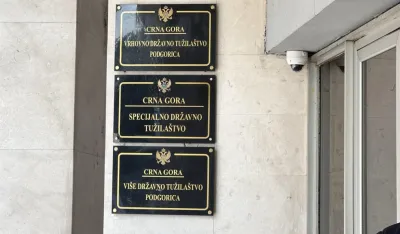 CRNA GORA
VRHOVNO DRŽAVNO TUŽILAŠTVO
PODGORICA
CRNA GORA
SPECIJALNO DRŽAVNO
TUŽILAŠTVO
CRNA GORA
VIŠE DRŽAVNO TUŽILAŠTVO
PODGORICA